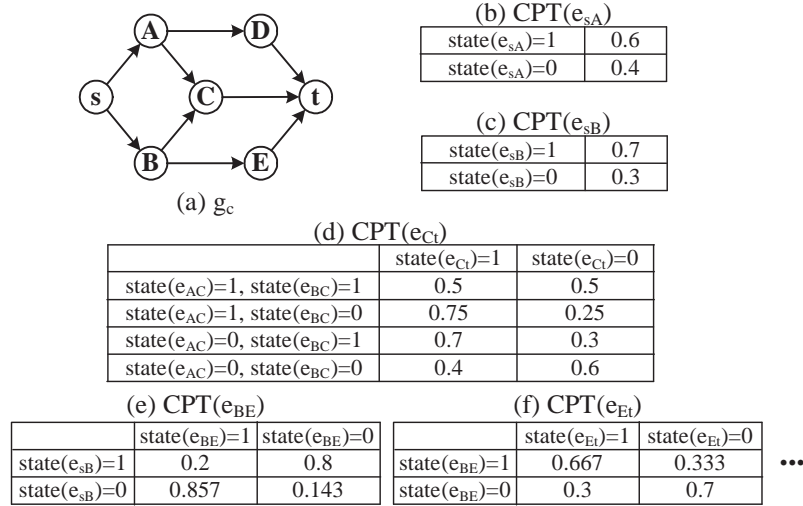 A D
s C t
B E
(a) g_c
(b) CPT(e_sA)
state(e_sA)=1 0.6
state(e_sA)=0 0.4
(c) CPT(e_sB)
state(e_sB)=1 0.7
state(e_sB)=0 0.3
(d) CPT(e_Ct)
state(e_Ct)=1 state(e_Ct)=0
state(e_AC)=1, state(e_BC)=1 0.5 0.5
state(e_AC)=1, state(e_BC)=0 0.75 0.25
state(e_AC)=0, state(e_BC)=1 0.7 0.3
state(e_AC)=0, state(e_BC)=0 0.4 0.6
(e) CPT(e_BE)
state(e_BE)=1 state(e_BE)=0
state(e_sB)=1 0.2 0.8
state(e_sB)=0 0.857 0.143
(f) CPT(e_Et)
state(e_Et)=1 state(e_Et)=0
state(e_BE)=1 0.667 0.333
state(e_BE)=0 0.3 0.7
...